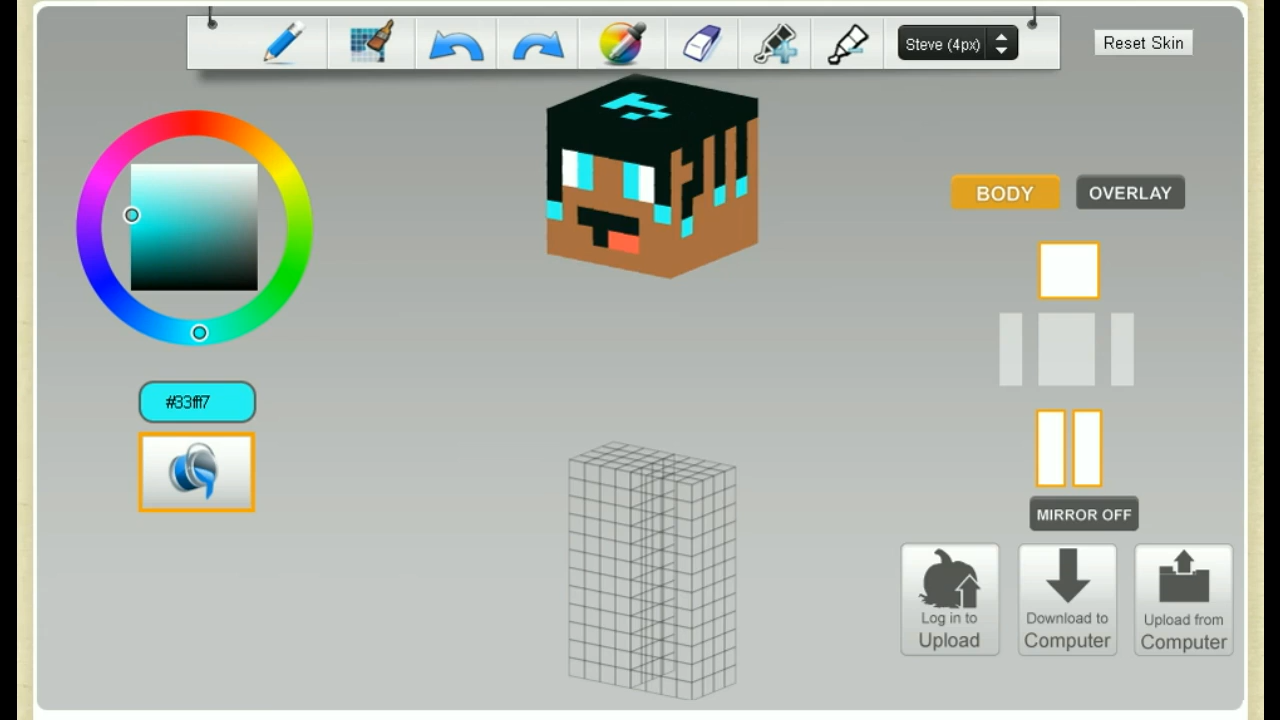 Steve (4px)
Reset Skin
BODY
OVERLAY
#33fff7
MIRROR OFF
Log in to
Upload
Download to
Computer
Upload from
Computer